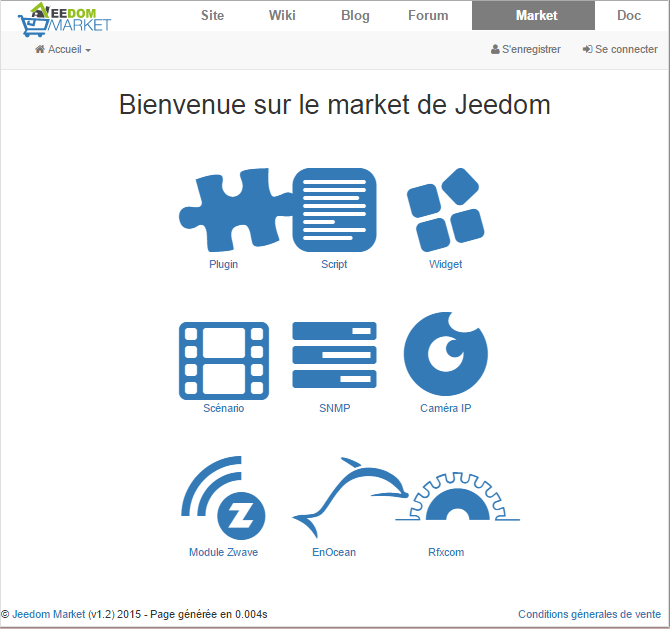 JEEDOM
MARKET
Site Wiki Blog Forum Market Doc
Accueil S'enregistrer Se connecter
Bienvenue sur le market de Jeedom
Plugin Script Widget
Scénario SNMP Caméra IP
Z
Module Zwave EnOcean Rfxcom
© Jeedom Market (v1.2) 2015 - Page générée en 0.004s Conditions génerales de vente